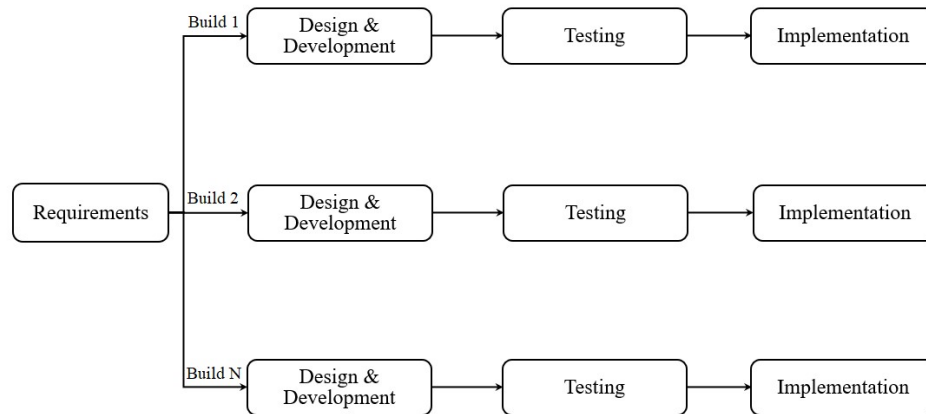 Build 1
Design &
Development
Testing
Implementation
Requirements
Build 2
Design &
Development
Testing
Implementation
Build N
Design &
Development
Testing
Implementation